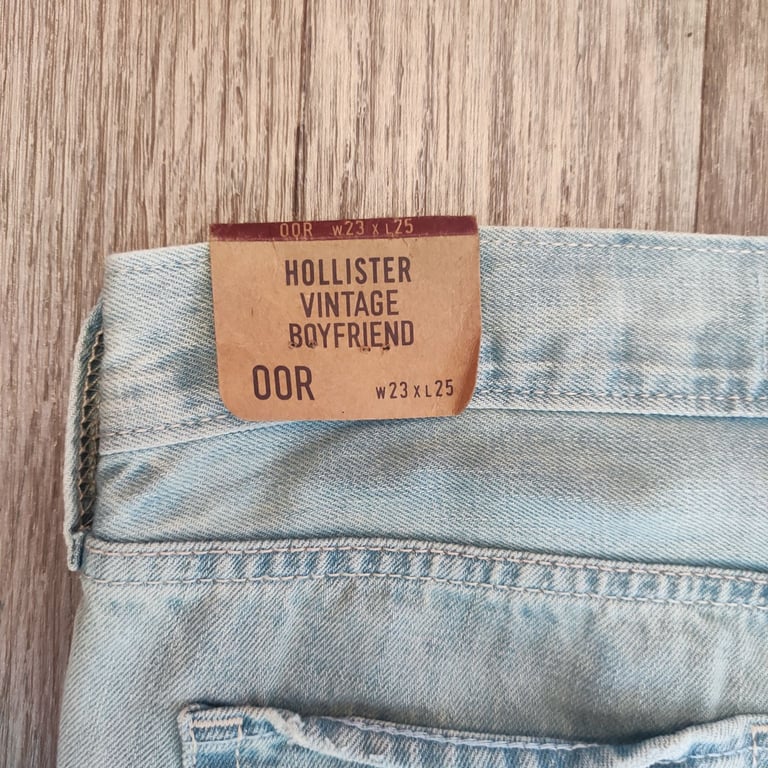 00R W23 X L25
HOLLISTER
VINTAGE
BOYFRIEND
00R W23 X L25